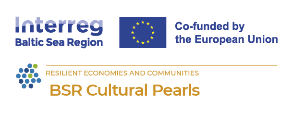 Interreg
Baltic Sea Region
Co-funded by
the European Union
RESILIENT ECONOMIES AND COMMUNITIES
BSR Cultural Pearls